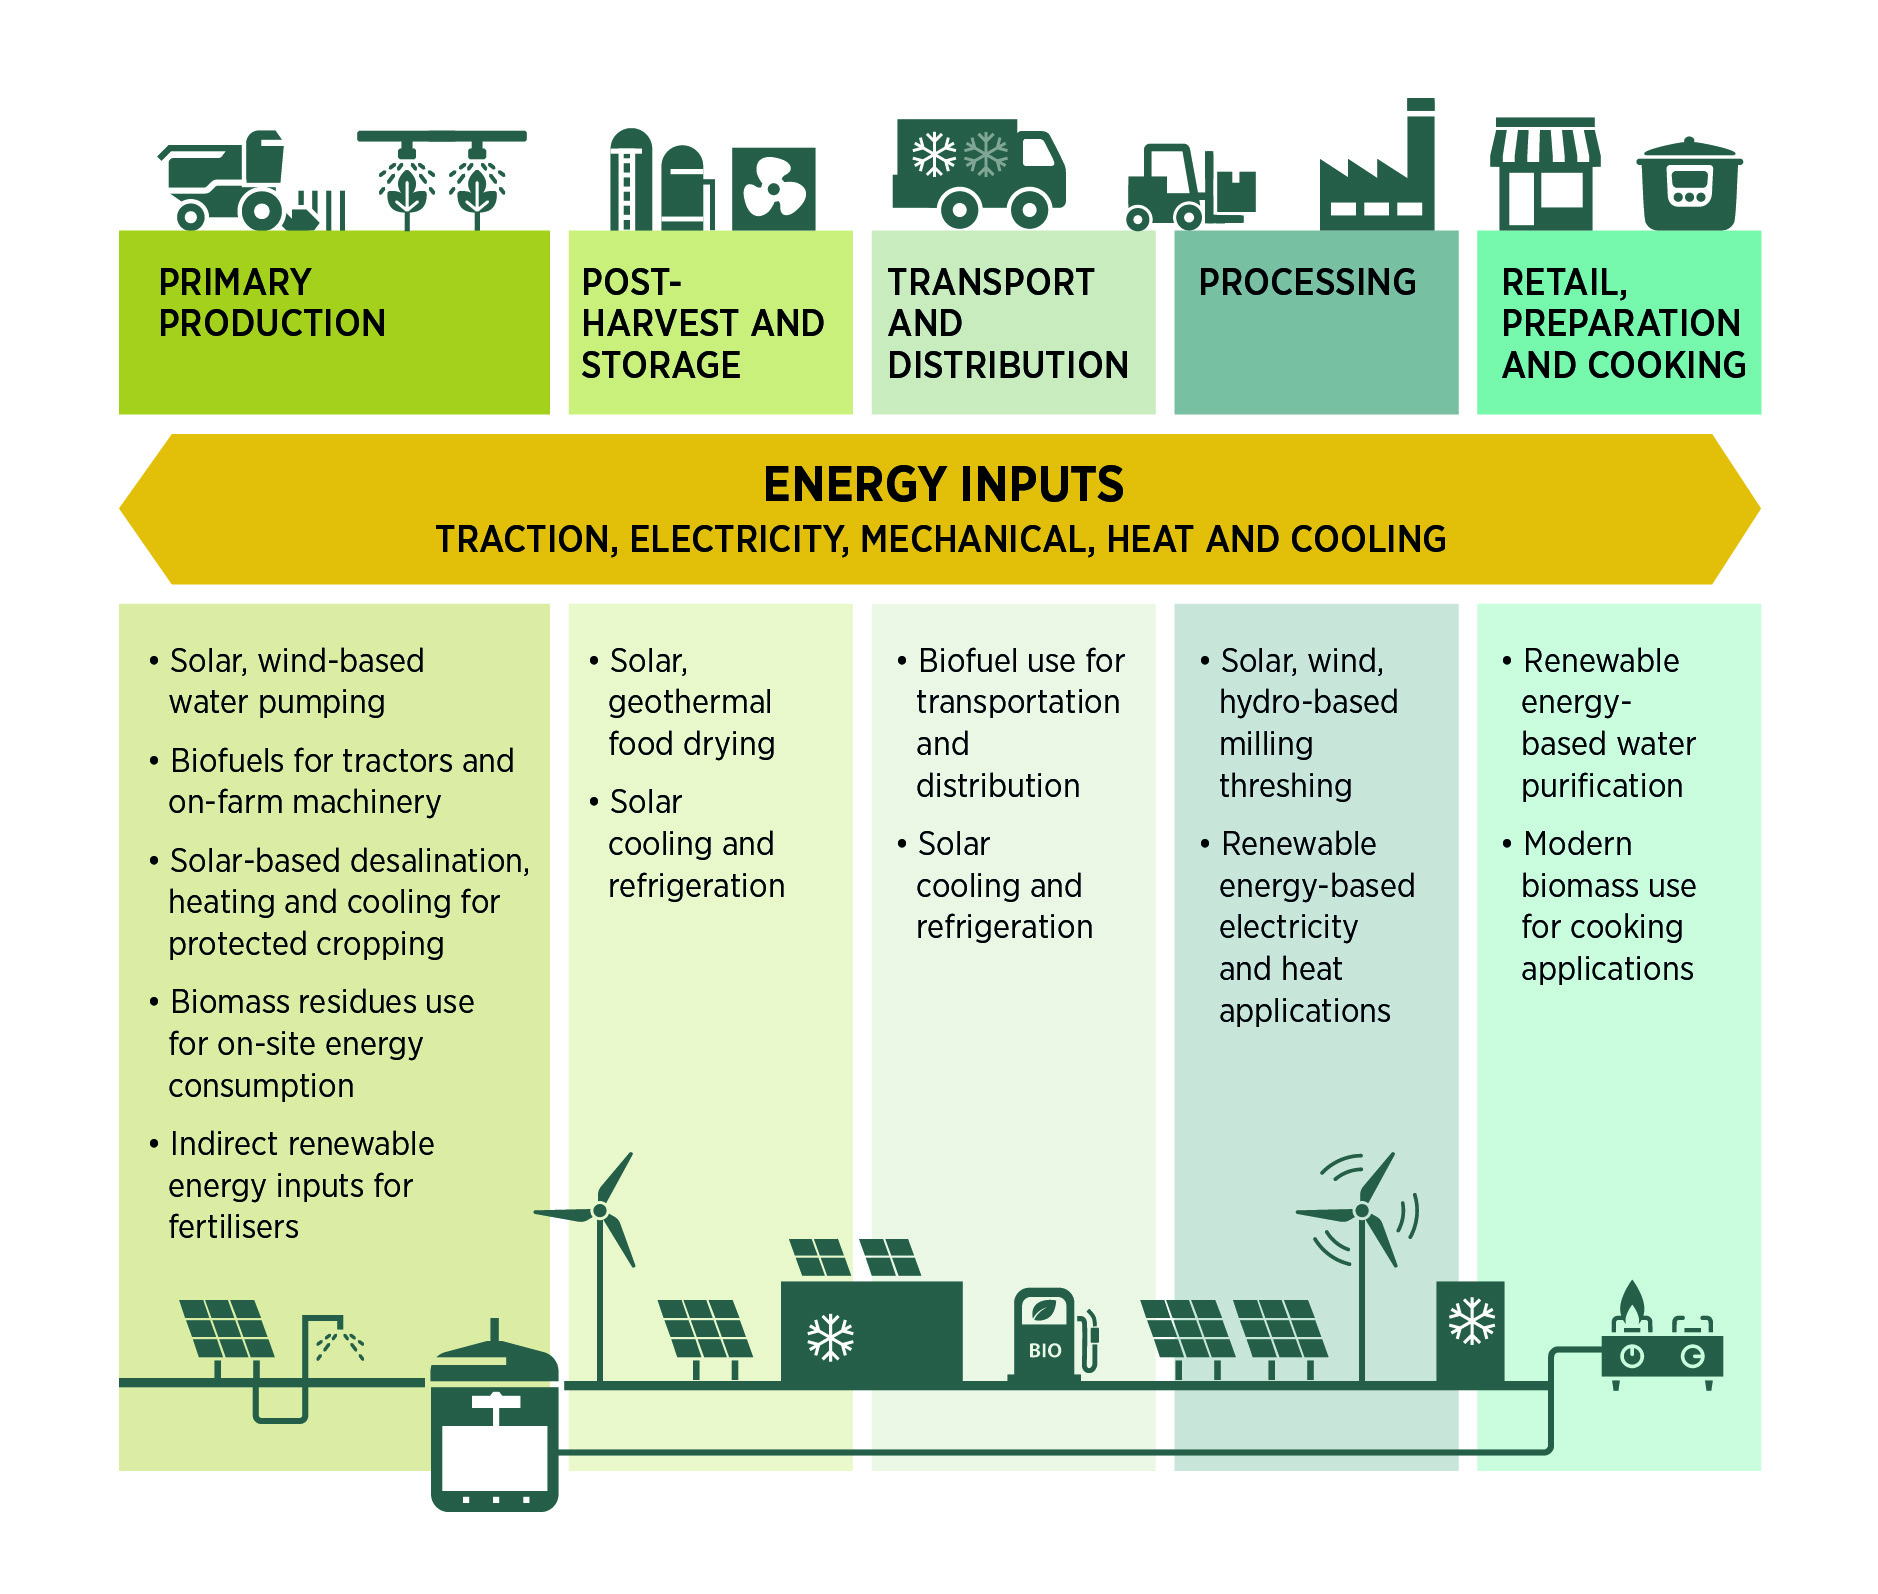 PRIMARY
PRODUCTION
POST-
HARVEST AND
STORAGE
TRANSPORT
AND
DISTRIBUTION
PROCESSING
RETAIL,
PREPARATION
AND COOKING
ENERGY INPUTS
TRACTION, ELECTRICITY, MECHANICAL, HEAT AND COOLING
• Solar, wind-based
water pumping
• Biofuels for tractors and
on-farm machinery
• Solar-based desalination,
heating and cooling for
protected cropping
• Biomass residues use
for on-site energy
consumption
• Indirect renewable
energy inputs for
fertilisers
• Solar,
geothermal
food drying
• Solar
cooling and
refrigeration
• Biofuel use for
transportation
and
distribution
• Solar
cooling and
refrigeration
• Solar, wind,
hydro-based
milling
threshing
• Renewable
energy-based
electricity
and heat
applications
• Renewable
energy-
based water
purification
• Modern
biomass use
for cooking
applications
BIO